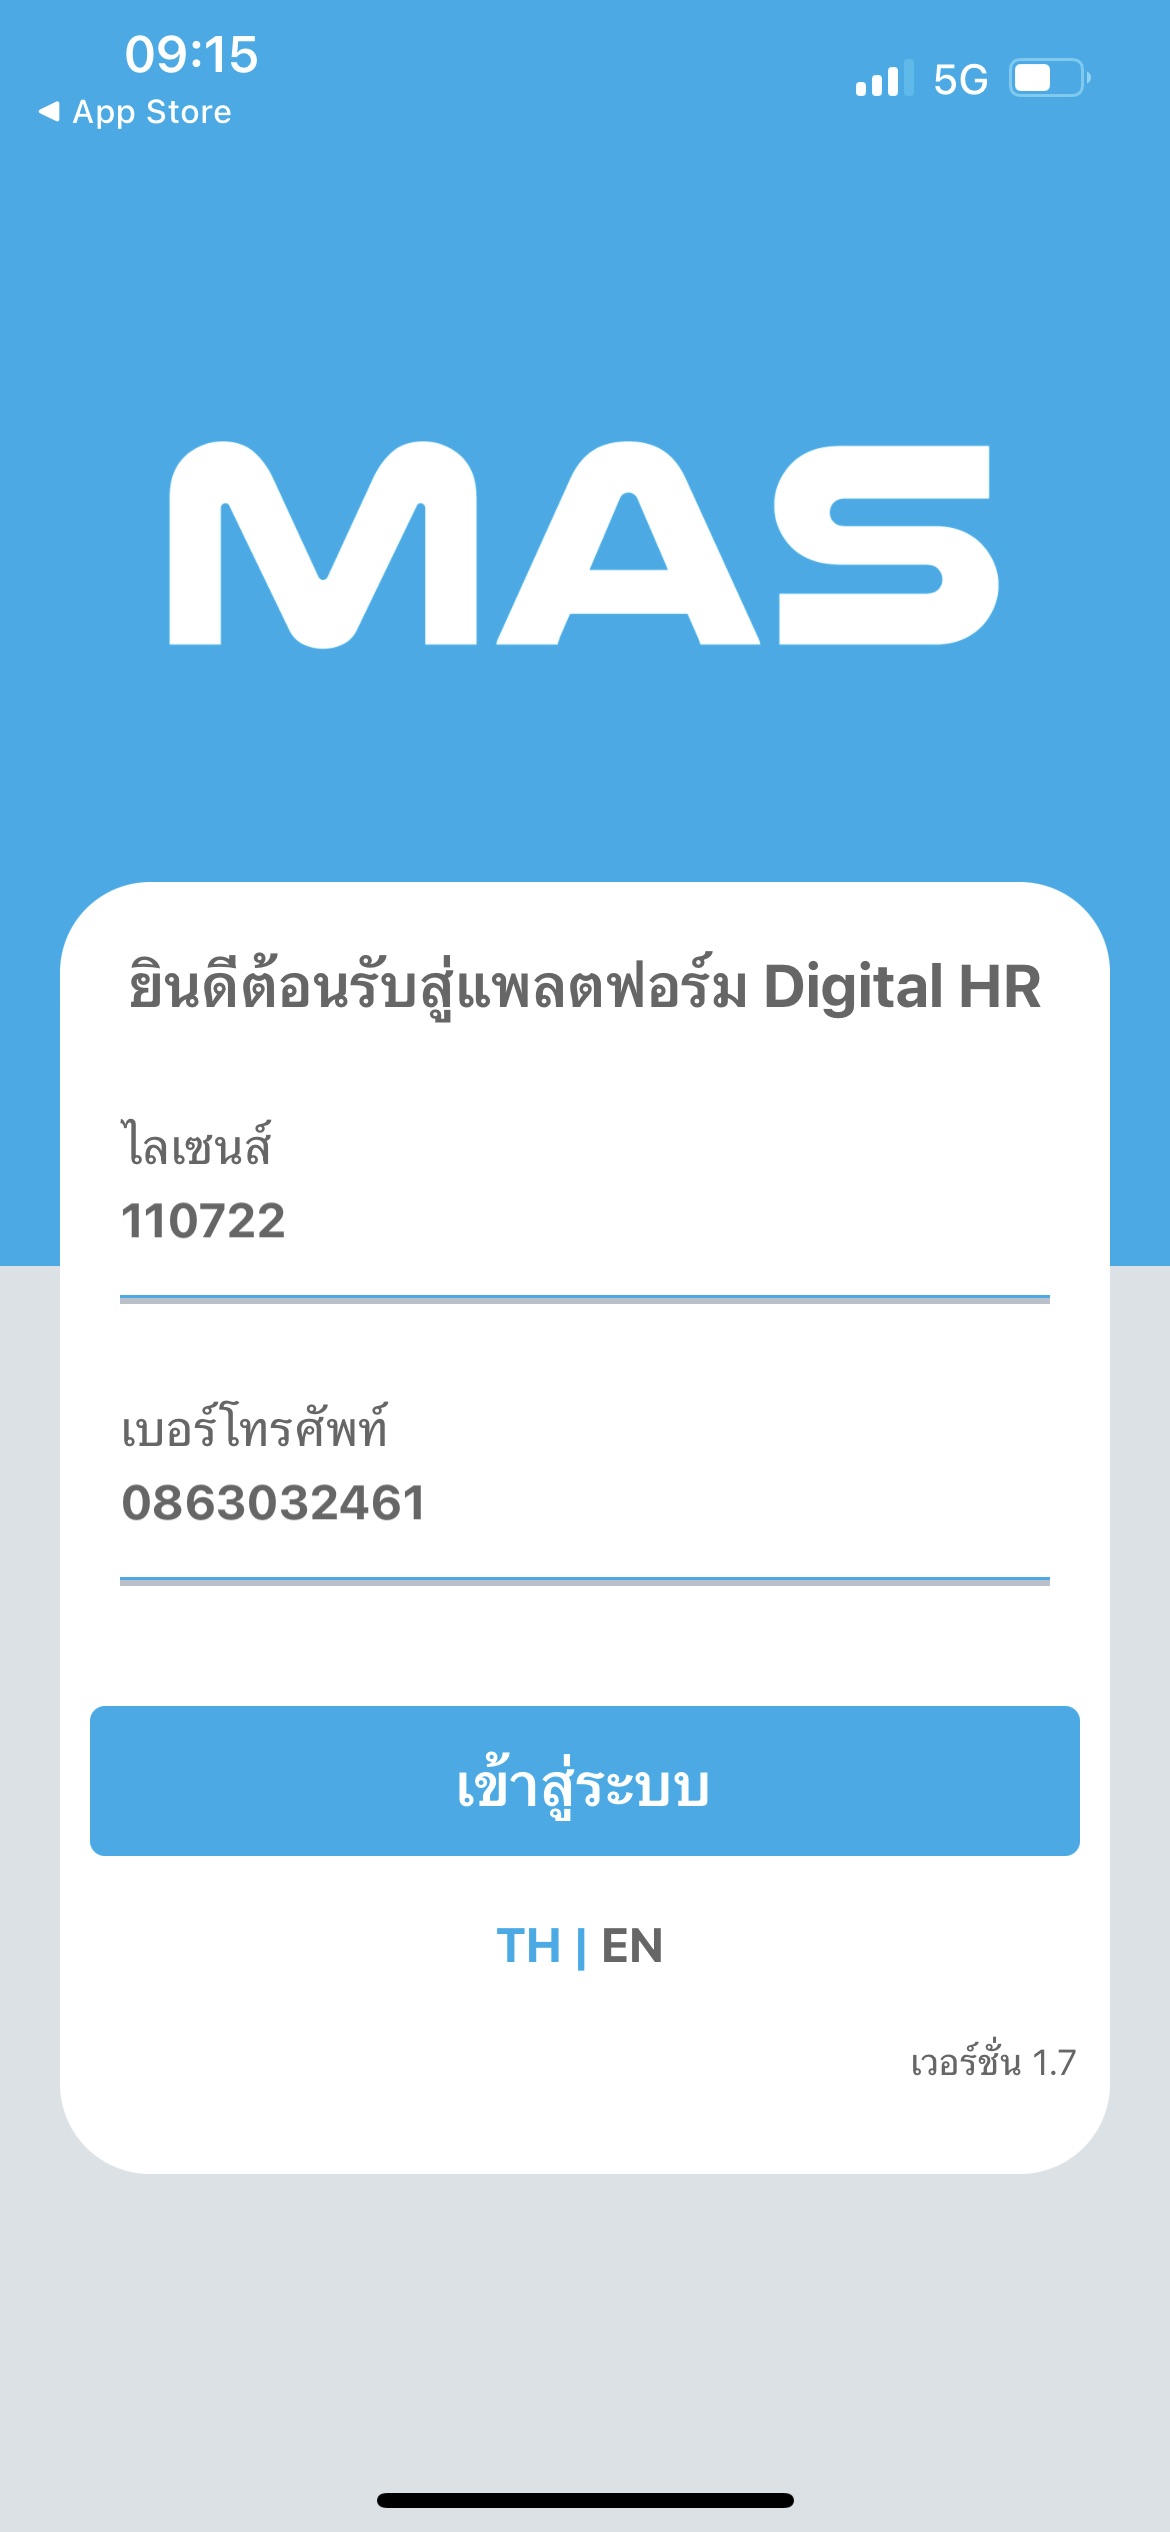 09:15
5G
App Store
MAS
ยินดีต้อนรับสู่แพลตฟอร์ม Digital HR
ไลเซนส์
110722
เบอร์โทรศัพท์
0863032461
เข้าสู่ระบบ
TH | EN
เวอร์ชั่น 1.7